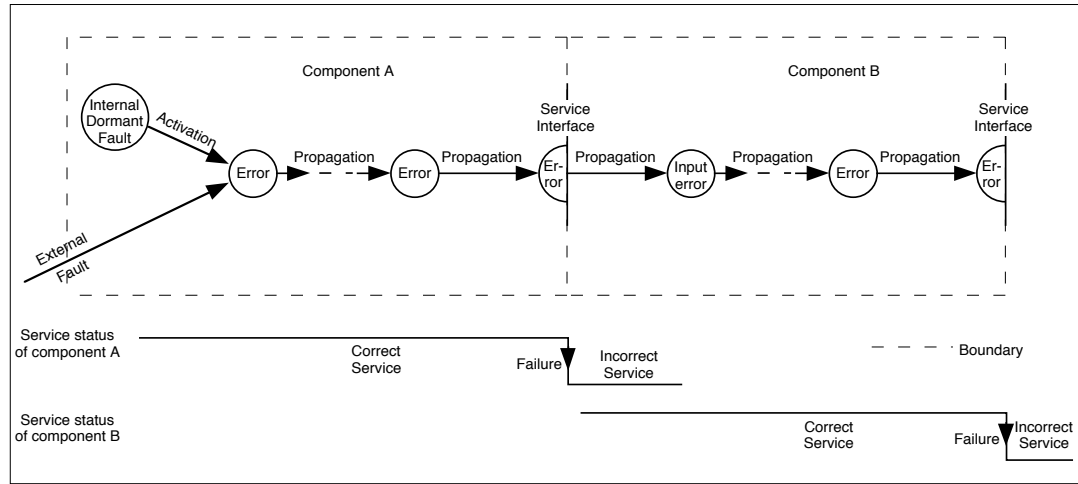 Component A
Component B
Internal
Dormant
Fault
Activation
Service
Interface
Service
Interface
Error
Propagation
Error
Propagation
Er-
ror
Propagation
Input
error
Propagation
Error
Propagation
Er-
ror
External
Fault
Service status
of component A
Correct
Service
Failure
Incorrect
Service
Boundary
Service status
of component B
Correct
Service
Failure
Incorrect
Service